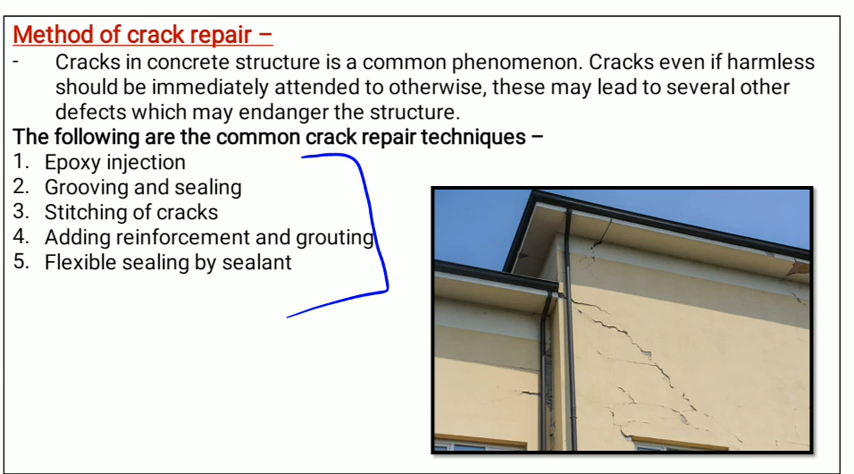 Method of crack repair –
- Cracks in concrete structure is a common phenomenon. Cracks even if harmless
should be immediately attended to otherwise, these may lead to several other
defects which may endanger the structure.
The following are the common crack repair techniques –
1. Epoxy injection
2. Grooving and sealing
3. Stitching of cracks
4. Adding reinforcement and grouting
5. Flexible sealing by sealant